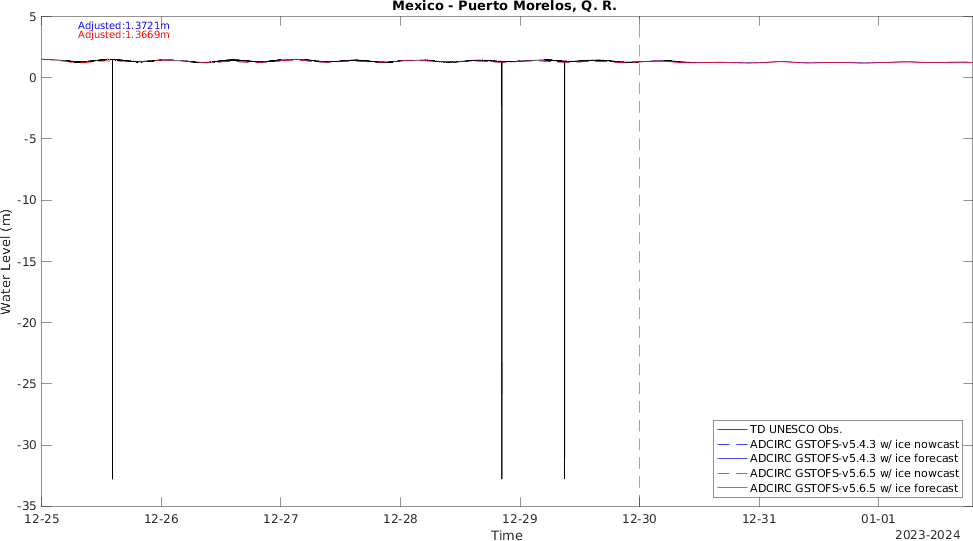 Mexico - Puerto Morelos, Q. R.
Adjusted:1.3721m
Adjusted:1.3669m
5
0
-5
-10
-15
-20
-25
-30
-35
Water Level (m)
12-25 12-26 12-27 12-28 12-29 12-30 12-31 01-01
2023-2024
Time
TD UNESCO Obs.
ADCIRC GSTOFS-v5.4.3 w/ ice nowcast
ADCIRC GSTOFS-v5.4.3 w/ ice forecast
ADCIRC GSTOFS-v5.6.5 w/ ice nowcast
ADCIRC GSTOFS-v5.6.5 w/ ice forecast